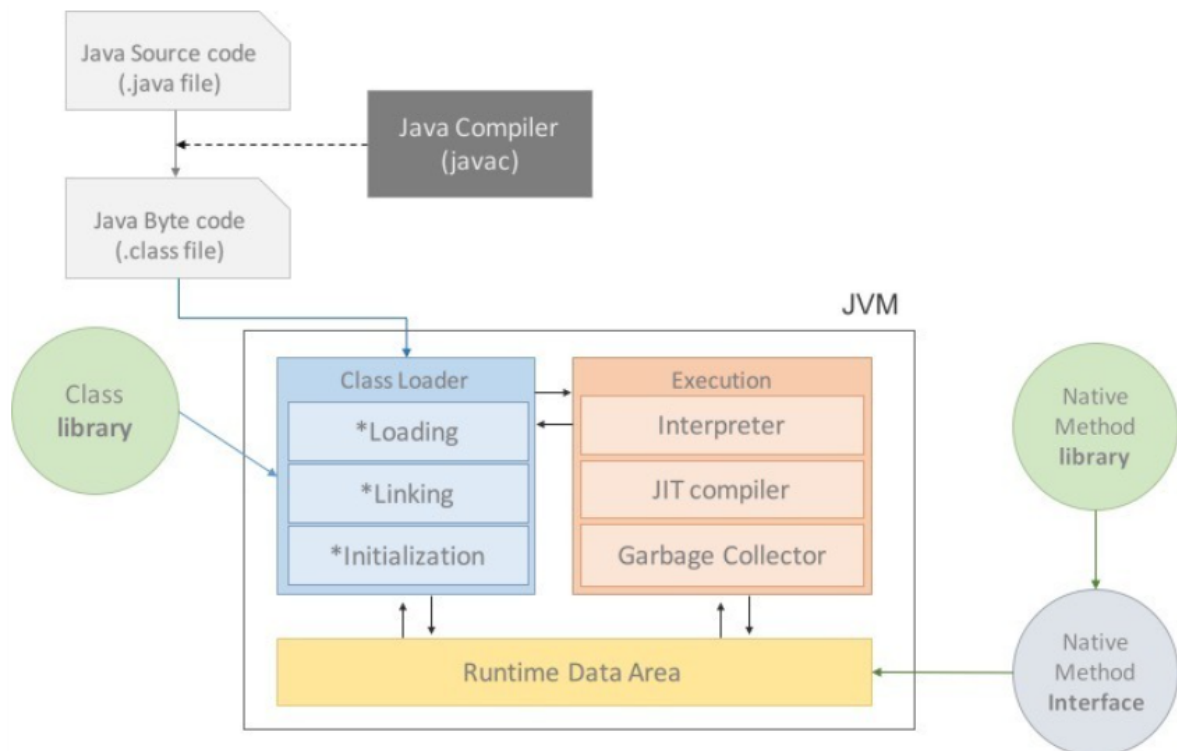 Java Source code
(.java file)
Java Compiler
(javac)
Java Byte code
(.class file)
JVM
Class
library
Class Loader
*Loading
*Linking
*Initialization
Execution
Interpreter
JIT compiler
Garbage Collector
Native
Method
library
Runtime Data Area
Native
Method
Interface